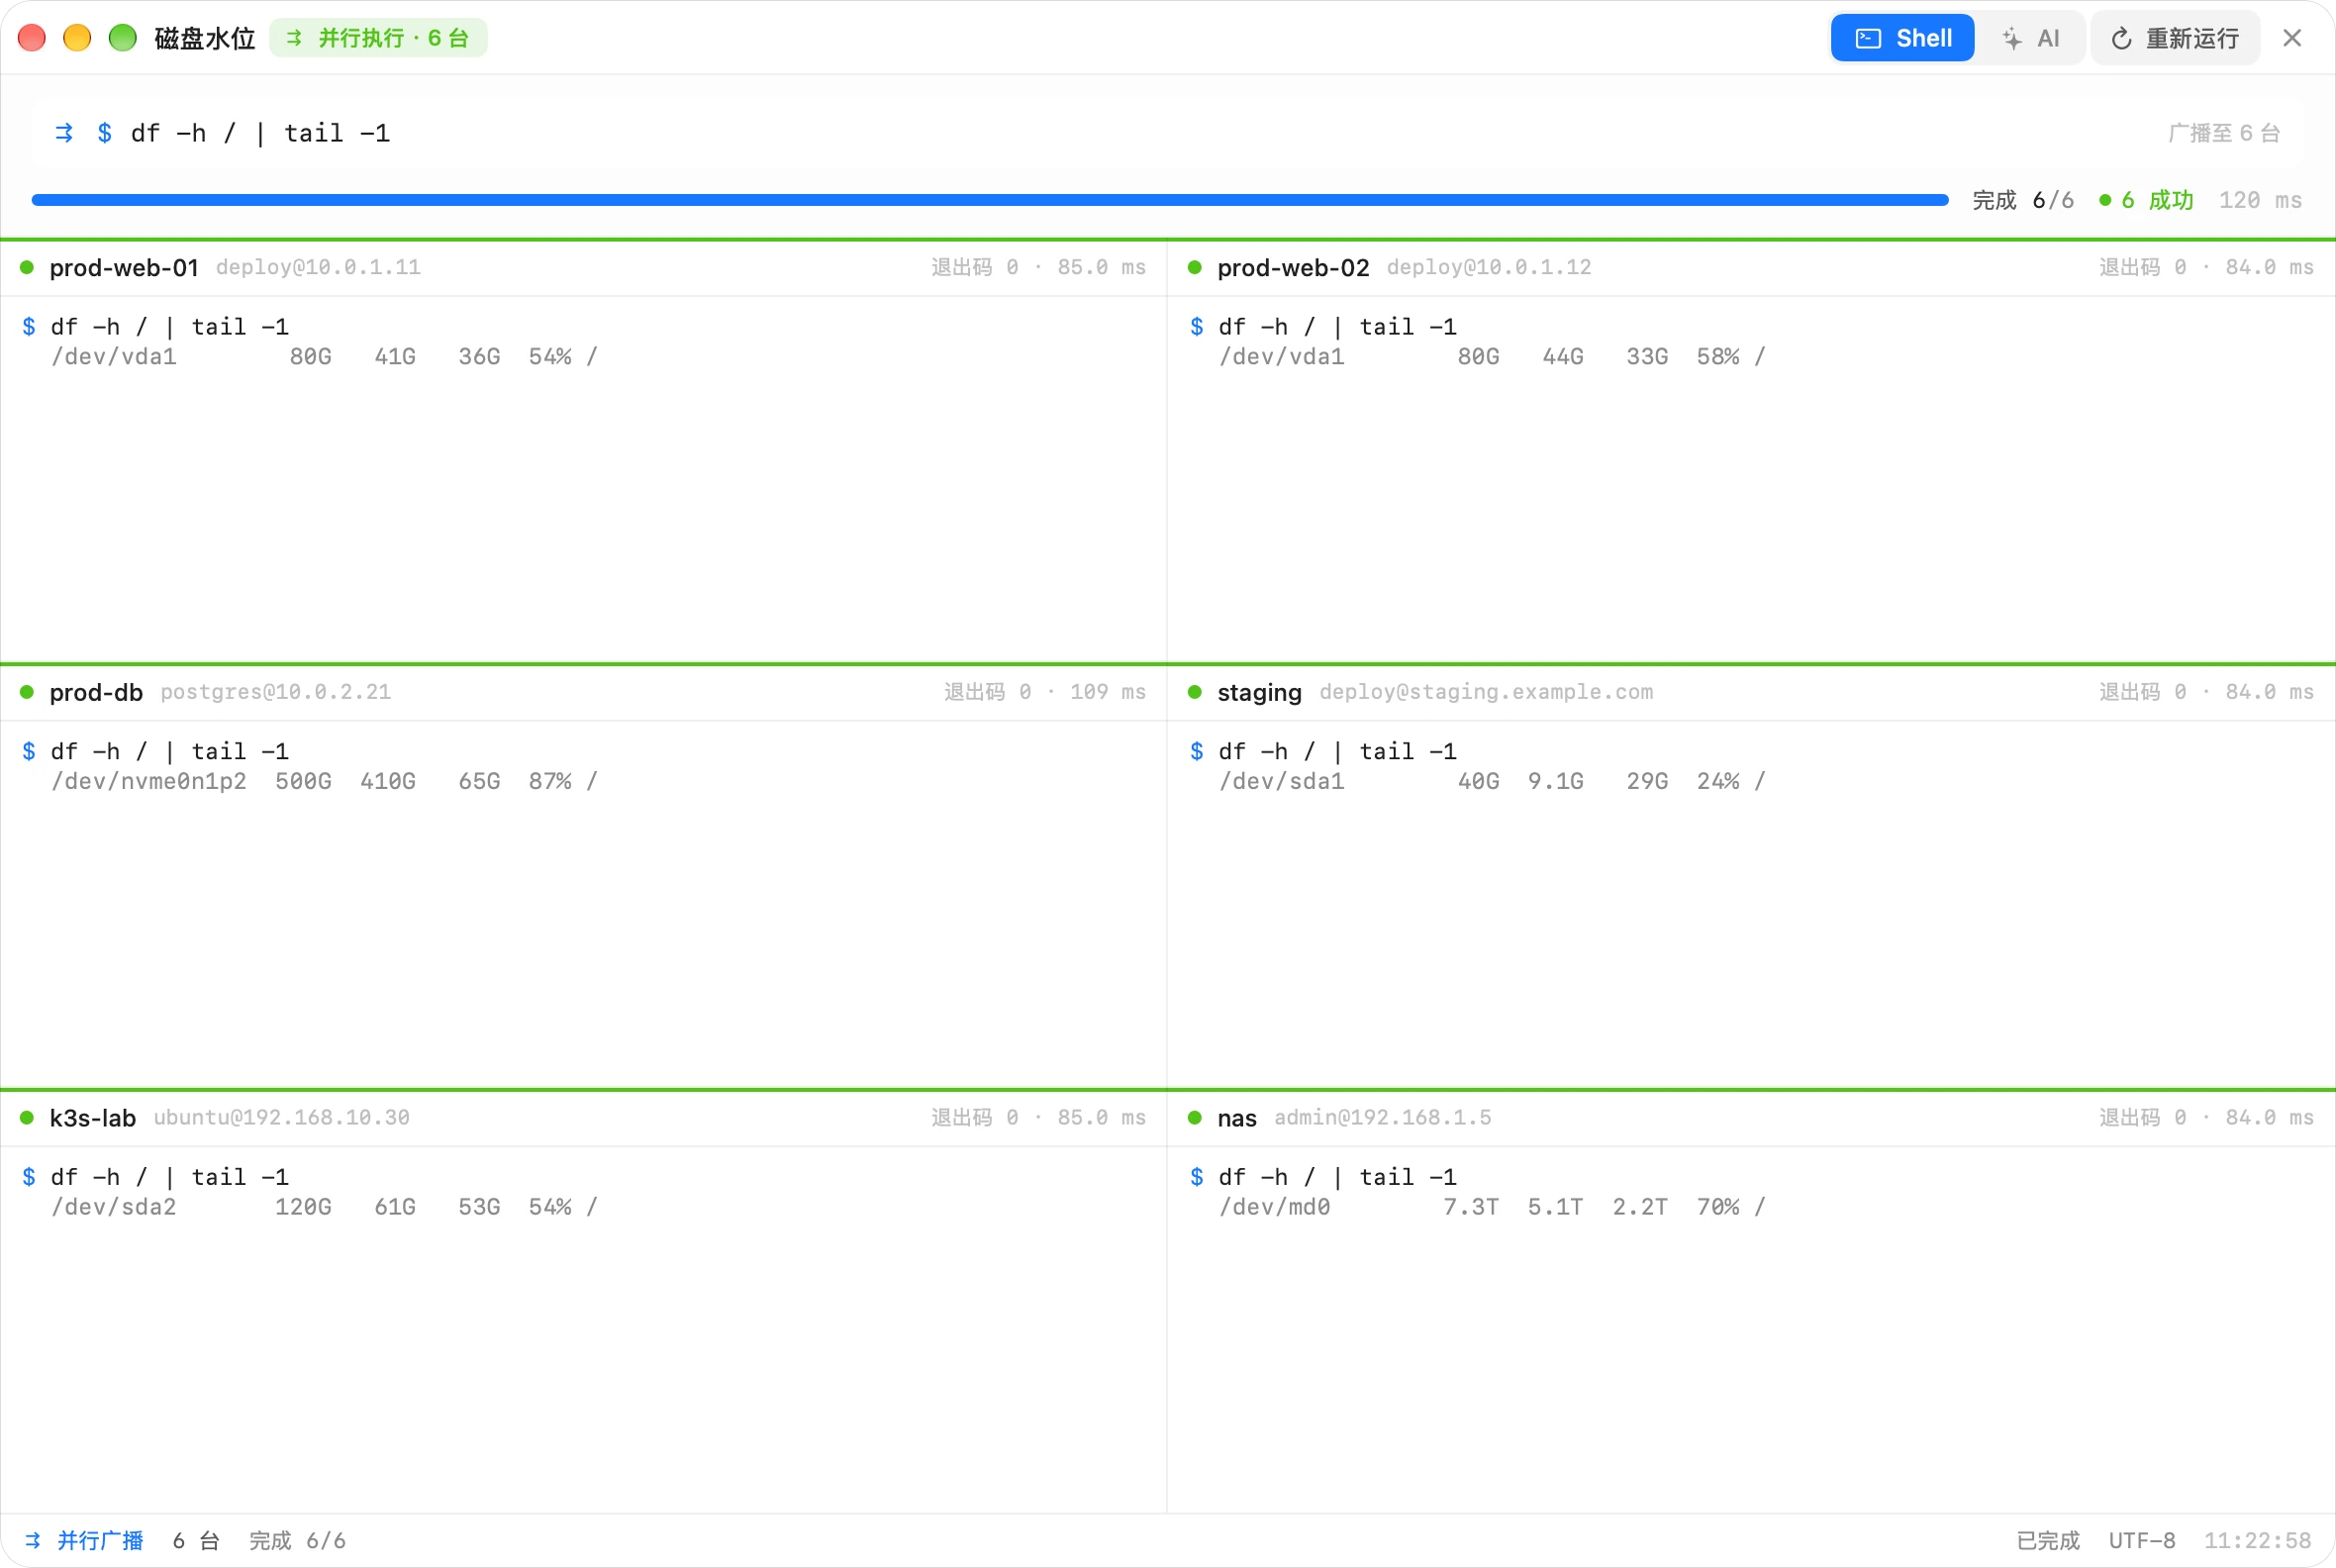 磁盘水位 并行执行 · 6 台 Shell AI 重新运行
$ df -h / | tail -1 广播至 6 台
完成 6/6 6 成功 120 ms
prod-web-01 deploy@10.0.1.11 退出码 0 · 85.0 ms
$ df -h / | tail -1
/dev/vda1 80G 41G 36G 54% /
prod-web-02 deploy@10.0.1.12 退出码 0 · 84.0 ms
$ df -h / | tail -1
/dev/vda1 80G 44G 33G 58% /
prod-db postgres@10.0.2.21 退出码 0 · 109 ms
$ df -h / | tail -1
/dev/nvme0n1p2 500G 410G 65G 87% /
staging deploy@staging.example.com 退出码 0 · 84.0 ms
$ df -h / | tail -1
/dev/sda1 40G 9.1G 29G 24% /
k3s-lab ubuntu@192.168.10.30 退出码 0 · 85.0 ms
$ df -h / | tail -1
/dev/sda2 120G 61G 53G 54% /
nas admin@192.168.1.5 退出码 0 · 84.0 ms
$ df -h / | tail -1
/dev/md0 7.3T 5.1T 2.2T 70% /
并行广播 6 台 完成 6/6 已完成 UTF-8 11:22:58